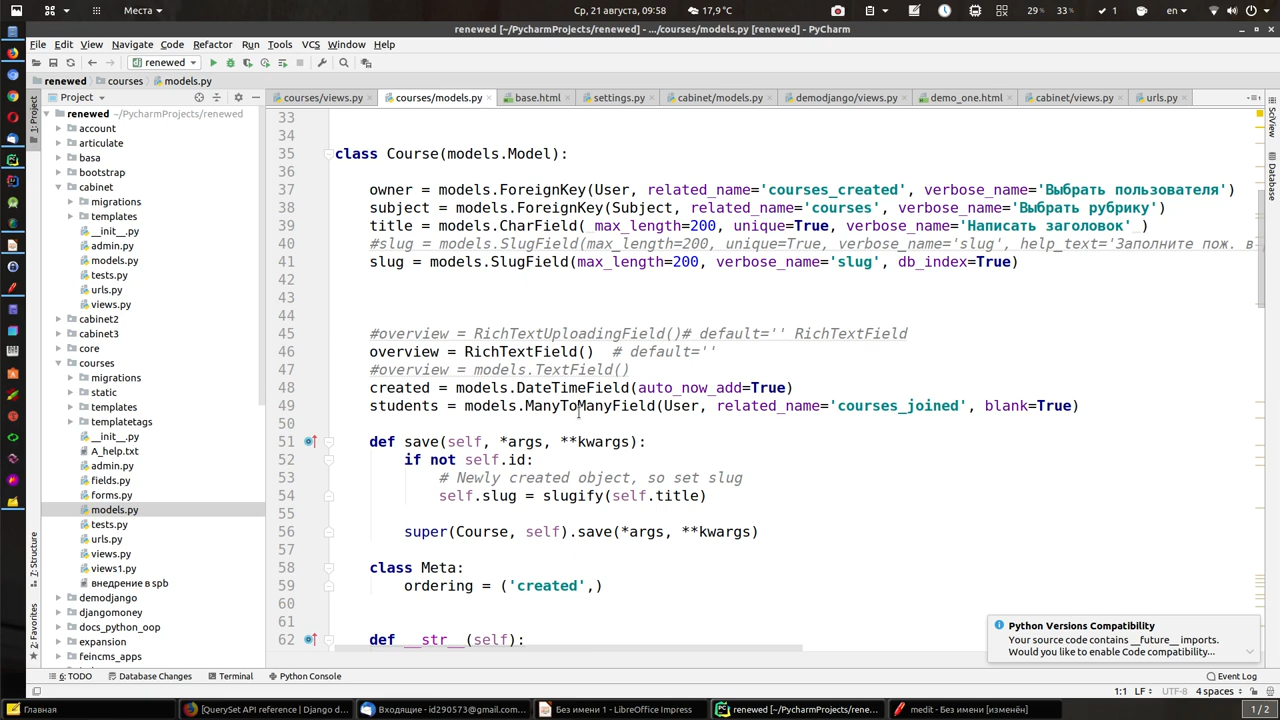 Места
Ср, 21 августа, 09:58
17,9°C
29% 33% 1 en
renewed [~/PycharmProjects/renewed] - .../courses/models.py [renewed] - PyCharm
File Edit View Navigate Code Refactor Run Tools VCS Window Help
renewed
renewed courses models.py
Project
courses/views.py courses/models.py base.html settings.py cabinet/models.py demodjango/views.py demo_one.html cabinet/views.py urls.py
1: Project
7: Structure
2: Favorites
SciView
Database
renewed ~/PycharmProjects/renewed
account
articulate
basa
bootstrap
cabinet
migrations
templates
__init__.py
admin.py
models.py
tests.py
urls.py
views.py
cabinet2
cabinet3
core
courses
migrations
static
templates
templatetags
__init__.py
A_help.txt
admin.py
fields.py
forms.py
models.py
tests.py
urls.py
views.py
views1.py
внедрение в spb
demodjango
djangomoney
docs_python_oop
expansion
feincms_apps
33
34
35 class Course(models.Model):
36
37 owner = models.ForeignKey(User, related_name='courses_created', verbose_name='Выбрать пользователя')
38 subject = models.ForeignKey(Subject, related_name='courses', verbose_name='Выбрать рубрику')
39 title = models.CharField( max_length=200, unique=True, verbose_name='Написать заголовок' )
40 #slug = models.SlugField(max_length=200, unique=True, verbose_name='slug', help_text='Заполните пож. в
41 slug = models.SlugField(max_length=200, verbose_name='slug', db_index=True)
42
43
44
45 #overview = RichTextUploadingField()# default='' RichTextField
46 overview = RichTextField()  # default=''
47 #overview = models.TextField()
48 created = models.DateTimeField(auto_now_add=True)
49 students = models.ManyToManyField(User, related_name='courses_joined', blank=True)
50
51 def save(self, *args, **kwargs):
52 if not self.id:
53 # Newly created object, so set slug
54 self.slug = slugify(self.title)
55
56 super(Course, self).save(*args, **kwargs)
57
58 class Meta:
59 ordering = ('created',)
60
61
62 def __str__(self):
Python Versions Compatibility
Your source code contains __future__ imports.
Would you like to enable Code compatibility...
6: TODO Database Changes Terminal Python Console Event Log
1:1 LF UTF-8 4 spaces
Главная
[QuerySet API reference | Django d...
Входящие - id290573@gmail.com...
Без имени 1 - LibreOffice Impress
renewed [~/PycharmProjects/rene...
medit - Без имени [изменён]
1/2